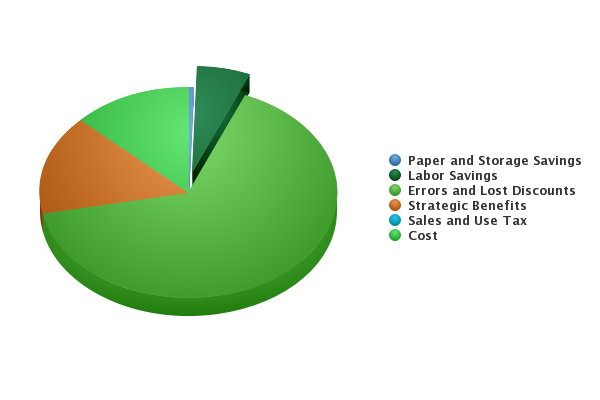 Paper and Storage Savings
Labor Savings
Errors and Lost Discounts
Strategic Benefits
Sales and Use Tax
Cost